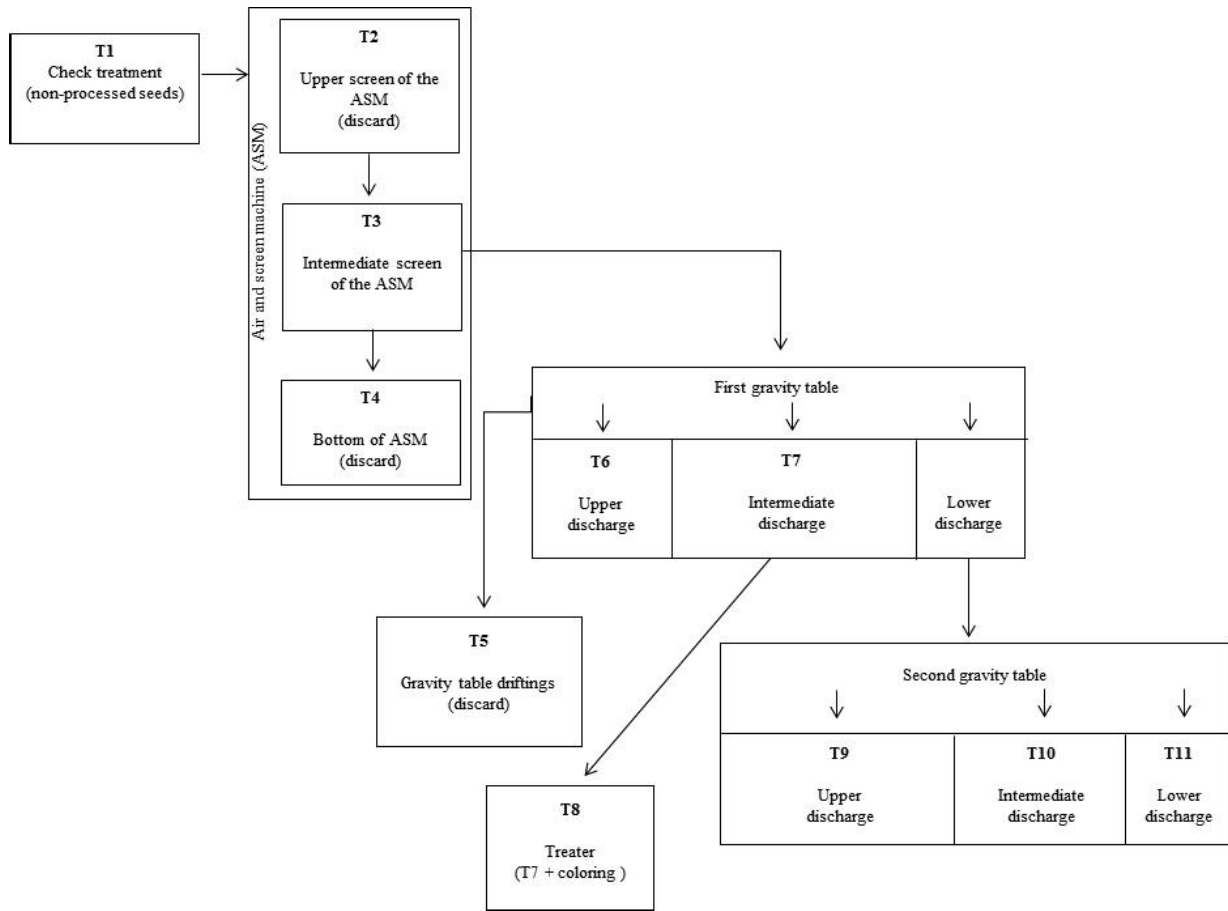 T1
Check treatment
(non-processed seeds)
Air and screen machine (ASM)
T2
Upper screen of the
ASM
(discard)
T3
Intermediate screen
of the ASM
T4
Bottom of ASM
(discard)
First gravity table
T6
Upper
discharge
T7
Intermediate
discharge
Lower
discharge
T5
Gravity table driftings
(discard)
Second gravity table
T9
Upper
discharge
T10
Intermediate
discharge
T11
Lower
discharge
T8
Treater
(T7 + coloring )